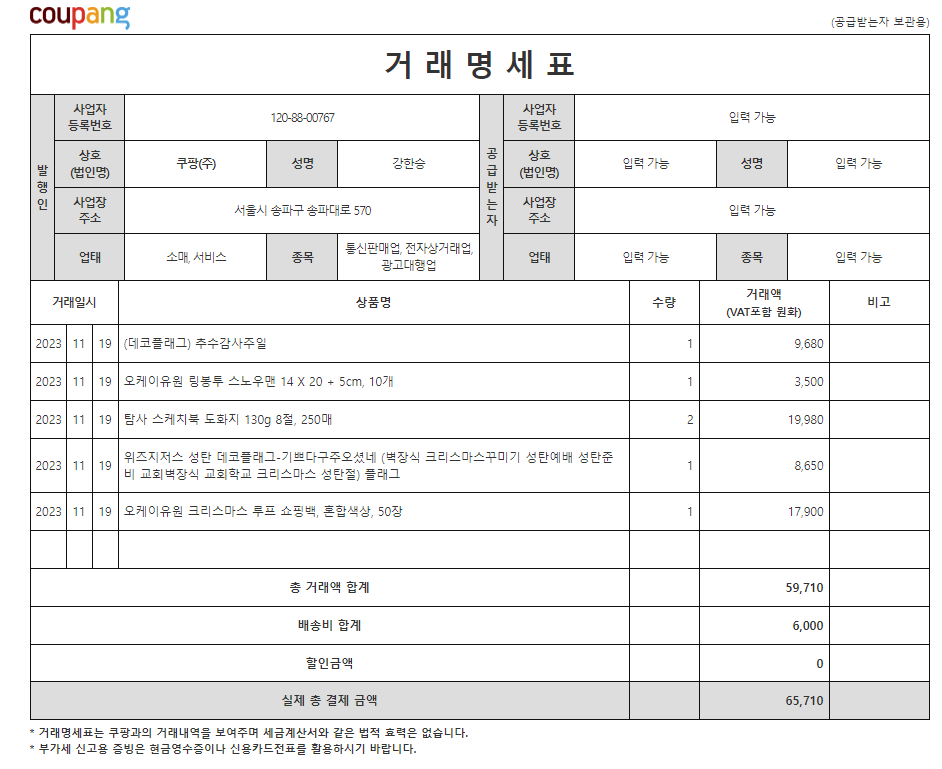 coupang
(공급받는자 보관용)
거 래 명 세 표
발행인
사업자
등록번호
120-88-00767
공급받는자
사업자
등록번호
입력 가능
상호
(법인명)
쿠팡(주)
성명
강한승
상호
(법인명)
입력 가능
성명
입력 가능
사업장
주소
서울시 송파구 송파대로 570
사업장
주소
입력 가능
업태
소매, 서비스
종목
통신판매업, 전자상거래업,
광고대행업
업태
입력 가능
종목
입력 가능
거래일시 상품명 수량 거래액
(VAT포함 원화)
비고
2023 11 19 (데코플래그) 추수감사주일 1 9,680
2023 11 19 오케이유원 링봉투 스노우맨 14 X 20 + 5cm, 10개 1 3,500
2023 11 19 탐사 스케치북 도화지 130g 8절, 250매 2 19,980
2023 11 19 위즈지저스 성탄 데코플래그-기쁘다구주오셨네 (벽장식 크리스마스꾸미기 성탄예배 성탄준
비 교회벽장식 교회학교 크리스마스 성탄절) 플래그 1 8,650
2023 11 19 오케이유원 크리스마스 루프 쇼핑백, 혼합색상, 50장 1 17,900
총 거래액 합계 59,710
배송비 합계 6,000
할인금액 0
실제 총 결제 금액 65,710
* 거래명세표는 쿠팡과의 거래내역을 보여주며 세금계산서와 같은 법적 효력은 없습니다.
* 부가세 신고용 증빙은 현금영수증이나 신용카드전표를 활용하시기 바랍니다.